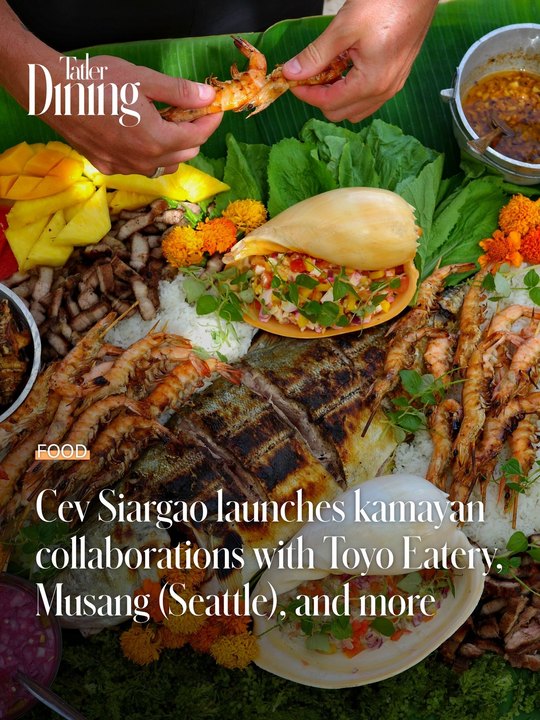 Tatler
Dining
FOOD
Cev Siargao launches kamayan
collaborations with Toyo Eatery,
Musang (Seattle), and more